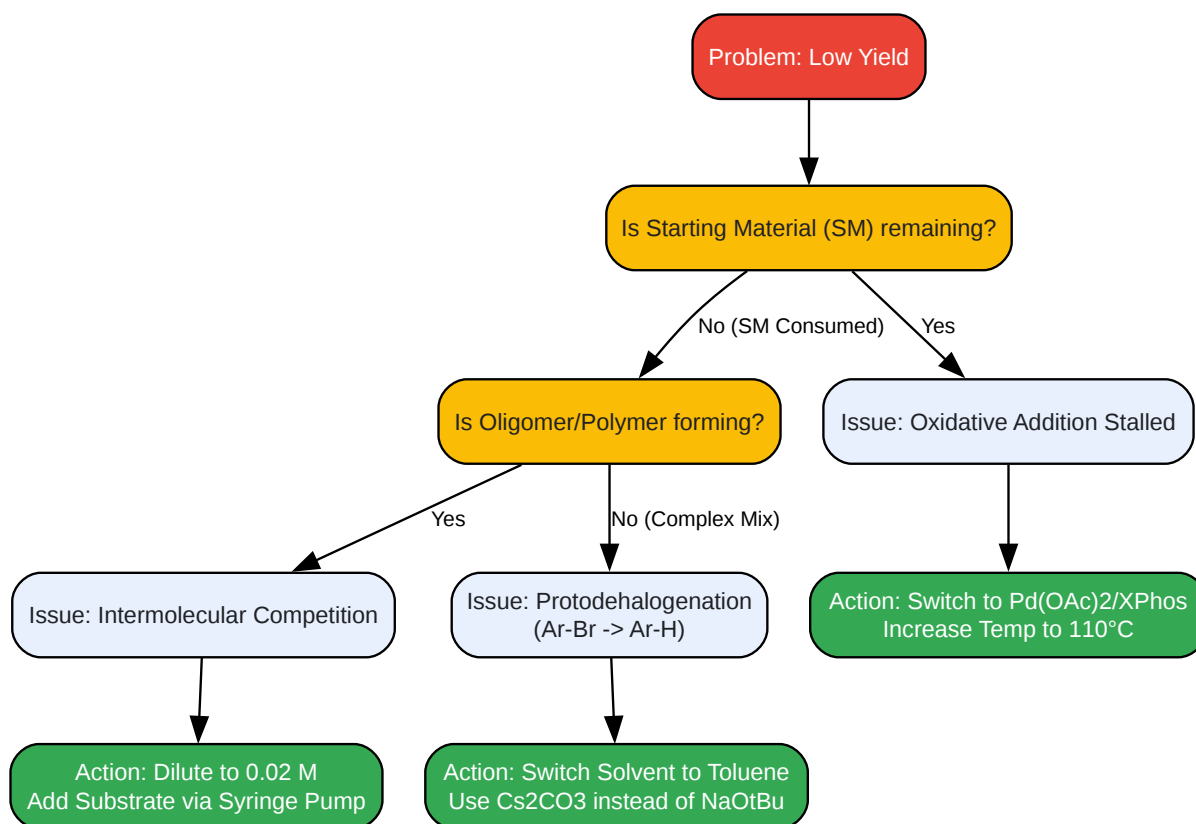 Problem: Low Yield
Is Starting Material (SM) remaining?
No (SM Consumed)
Yes
Is Oligomer/Polymer forming?
Issue: Oxidative Addition Stalled
Yes
No (Complex Mix)
Issue: Intermolecular Competition
Issue: Protodehalogenation
(Ar-Br -> Ar-H)
Action: Switch to Pd(OAc)2/XPhos
Increase Temp to 110°C
Action: Dilute to 0.02 M
Add Substrate via Syringe Pump
Action: Switch Solvent to Toluene
Use Cs2CO3 instead of NaOtBu